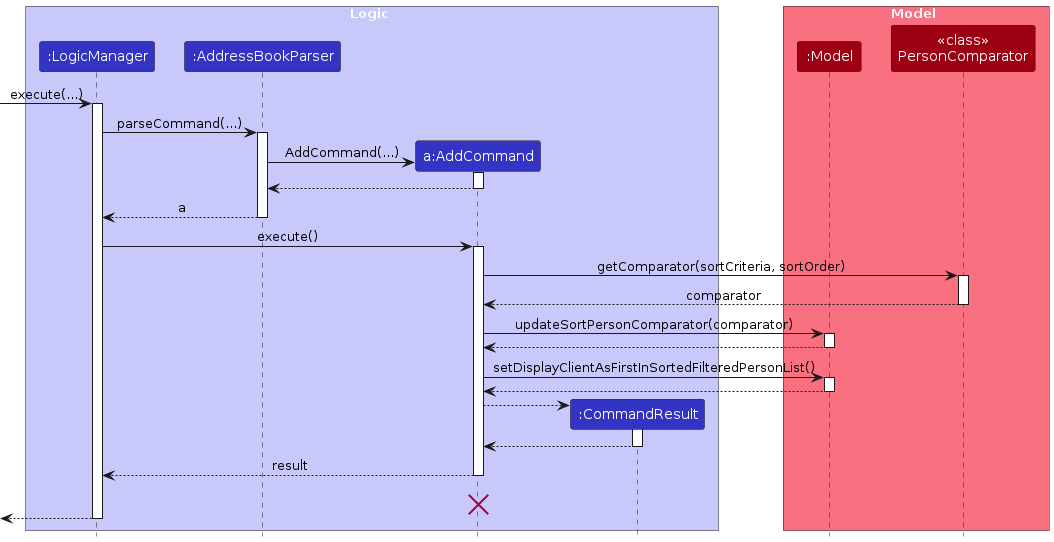 Logic
Model
:LogicManager
:AddressBookParser
:Model
«class»
PersonComparator
execute(...)
parseCommand(...)
AddCommand(...)
a:AddCommand
a
execute()
getComparator(sortCriteria, sortOrder)
comparator
updateSortPersonComparator(comparator)
setDisplayClientAsFirstInSortedFilteredPersonList()
:CommandResult
result